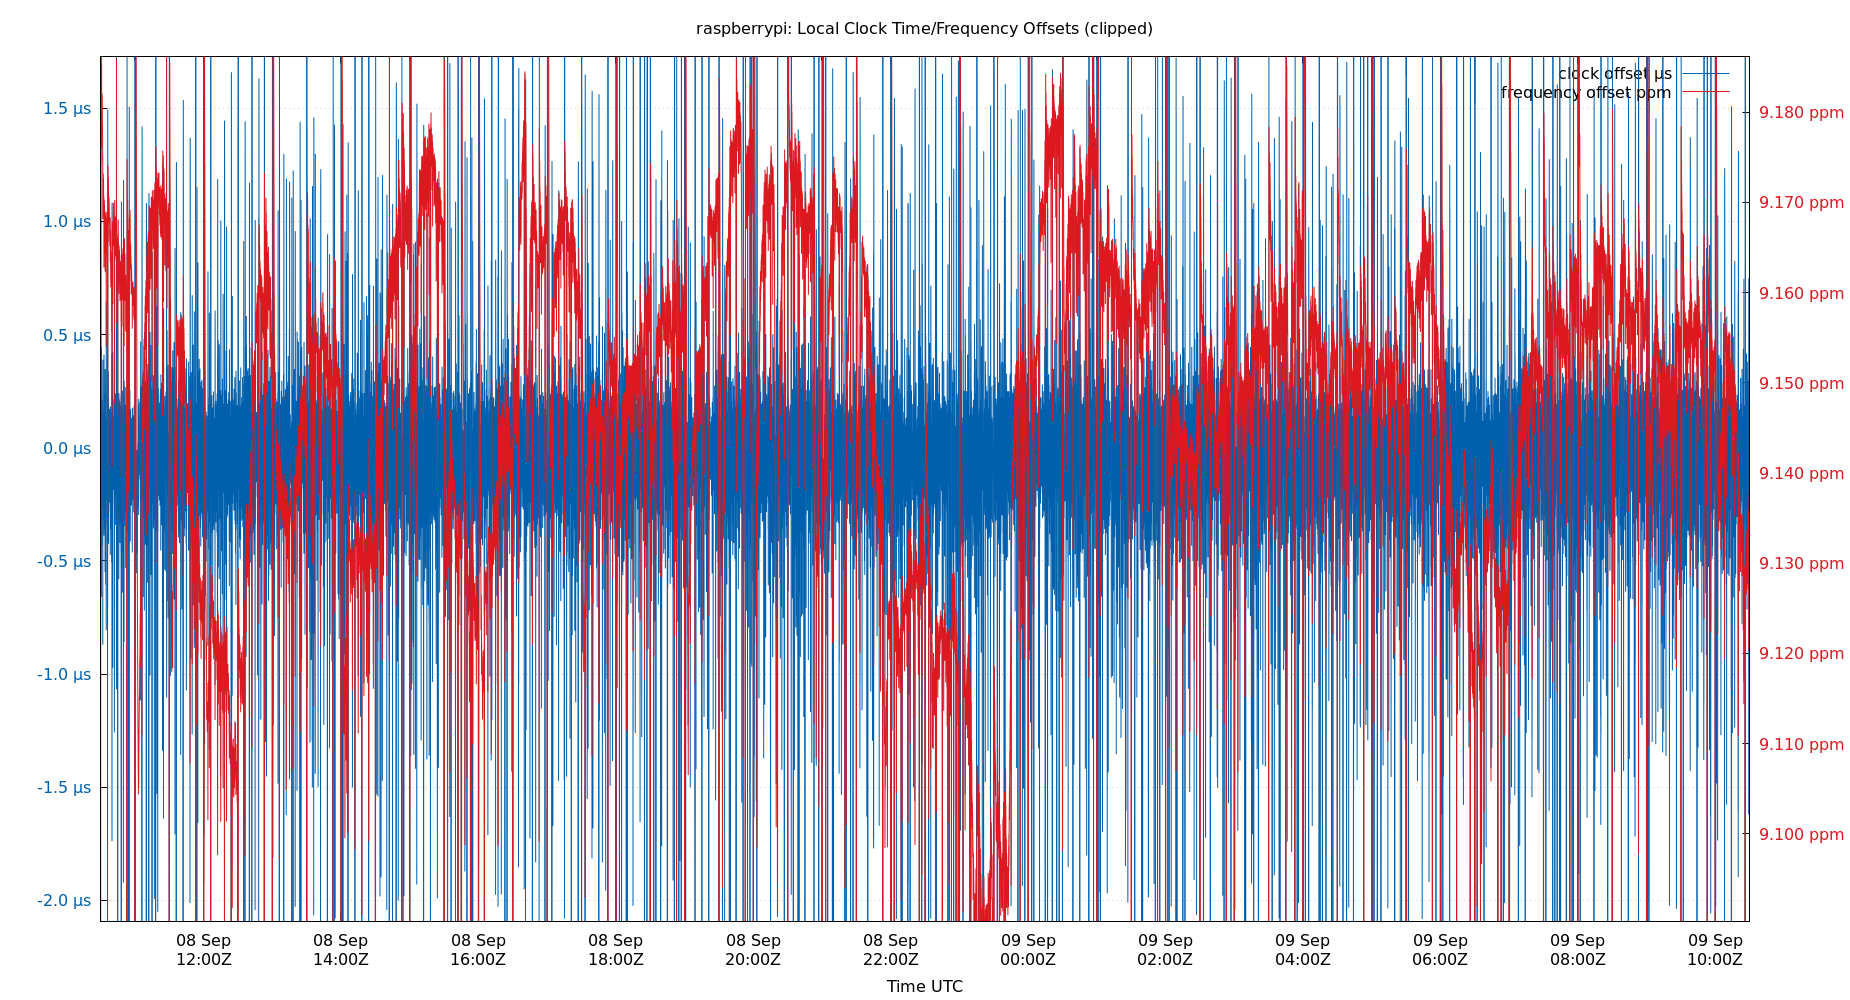 raspberrypi: Local Clock Time/Frequency Offsets (clipped)
clock offset µs
frequency offset ppm
1.5 µs
1.0 µs
0.5 µs
0.0 µs
-0.5 µs
-1.0 µs
-1.5 µs
-2.0 µs
9.180 ppm
9.170 ppm
9.160 ppm
9.150 ppm
9.140 ppm
9.130 ppm
9.120 ppm
9.110 ppm
9.100 ppm
08 Sep 08 Sep 08 Sep 08 Sep 08 Sep 08 Sep 09 Sep 09 Sep 09 Sep 09 Sep 09 Sep 09 Sep
12:00Z 14:00Z 16:00Z 18:00Z 20:00Z 22:00Z 00:00Z 02:00Z 04:00Z 06:00Z 08:00Z 10:00Z
Time UTC